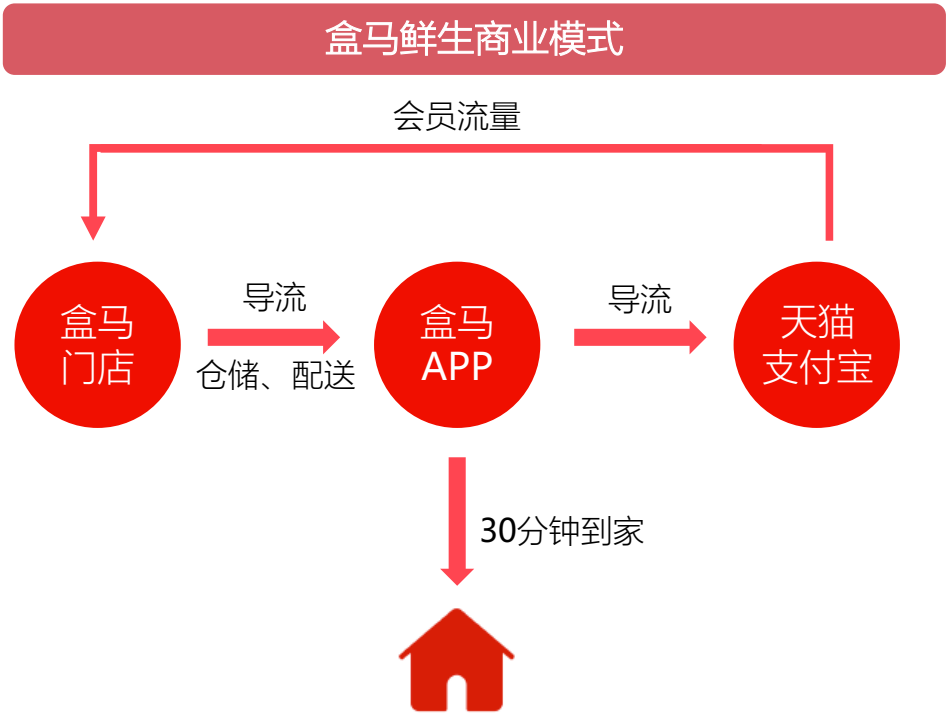 盒马鲜生商业模式
会员流量
盒马
门店
导流
仓储、配送
盒马
APP
导流
天猫
支付宝
30分钟到家